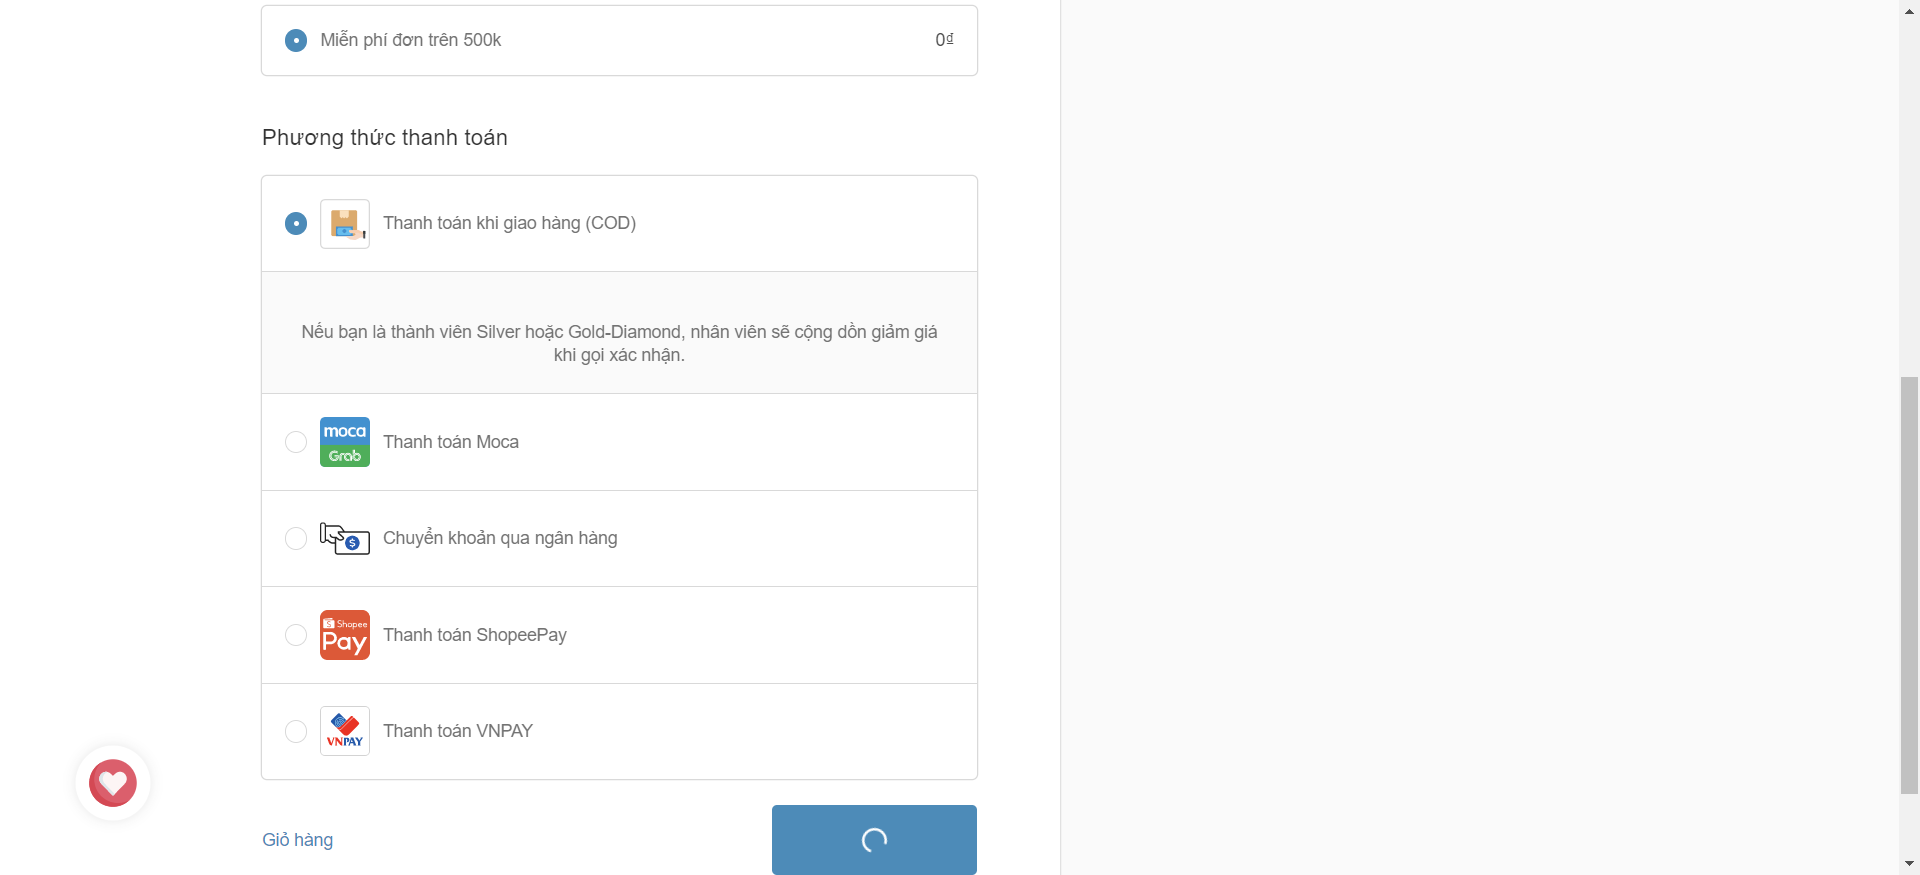 Miễn phí đơn trên 500k 0₫
Phương thức thanh toán
Thanh toán khi giao hàng (COD)
Nếu bạn là thành viên Silver hoặc Gold-Diamond, nhân viên sẽ cộng dồn giảm giá
khi gọi xác nhận.
moca
Grab
Thanh toán Moca
$
Chuyển khoản qua ngân hàng
S Shopee
Pay
Thanh toán ShopeePay
VNPAY
Thanh toán VNPAY
Giỏ hàng